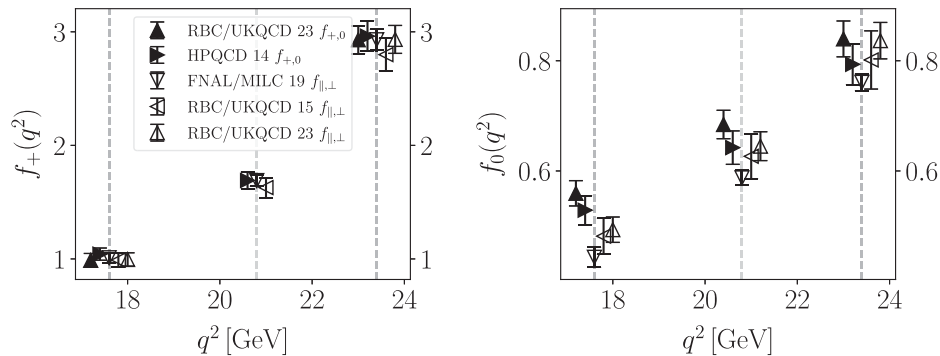 RBC/UKQCD 23 f₊,₀
HPQCD 14 f₊,₀
FNAL/MILC 19 f∥,⊥
RBC/UKQCD 15 f∥,⊥
RBC/UKQCD 23 f∥,⊥
f₊(q²)
3
2
1
3
2
1
18 20 22 24
q² [GeV]
f₀(q²)
0.8
0.6
0.8
0.6
18 20 22 24
q² [GeV]